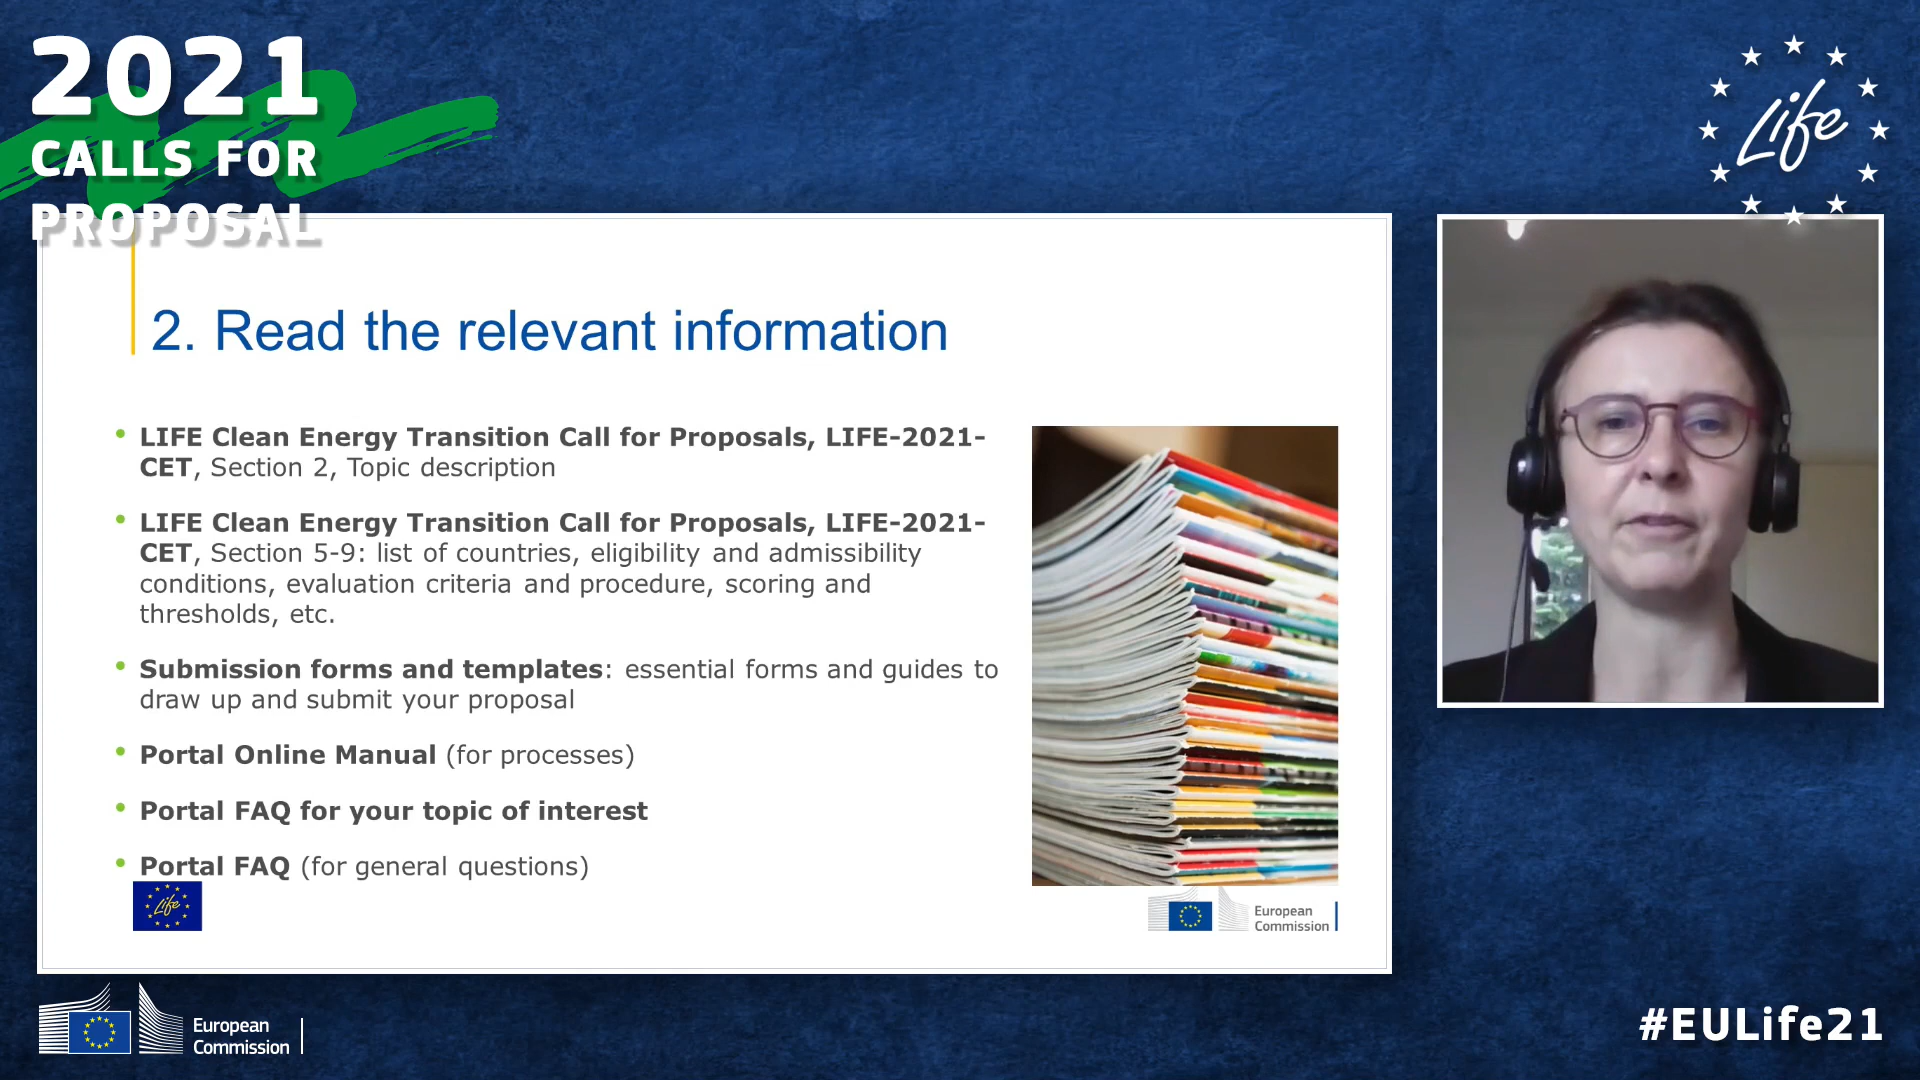 2021
CALLS FOR
PROPOSAL
Life
2. Read the relevant information
• LIFE Clean Energy Transition Call for Proposals, LIFE-2021-
CET, Section 2, Topic description
• LIFE Clean Energy Transition Call for Proposals, LIFE-2021-
CET, Section 5-9: list of countries, eligibility and admissibility
conditions, evaluation criteria and procedure, scoring and
thresholds, etc.
• Submission forms and templates: essential forms and guides to
draw up and submit your proposal
• Portal Online Manual (for processes)
• Portal FAQ for your topic of interest
• Portal FAQ (for general questions)
Life
European
Commission
European
Commission
#EULife21